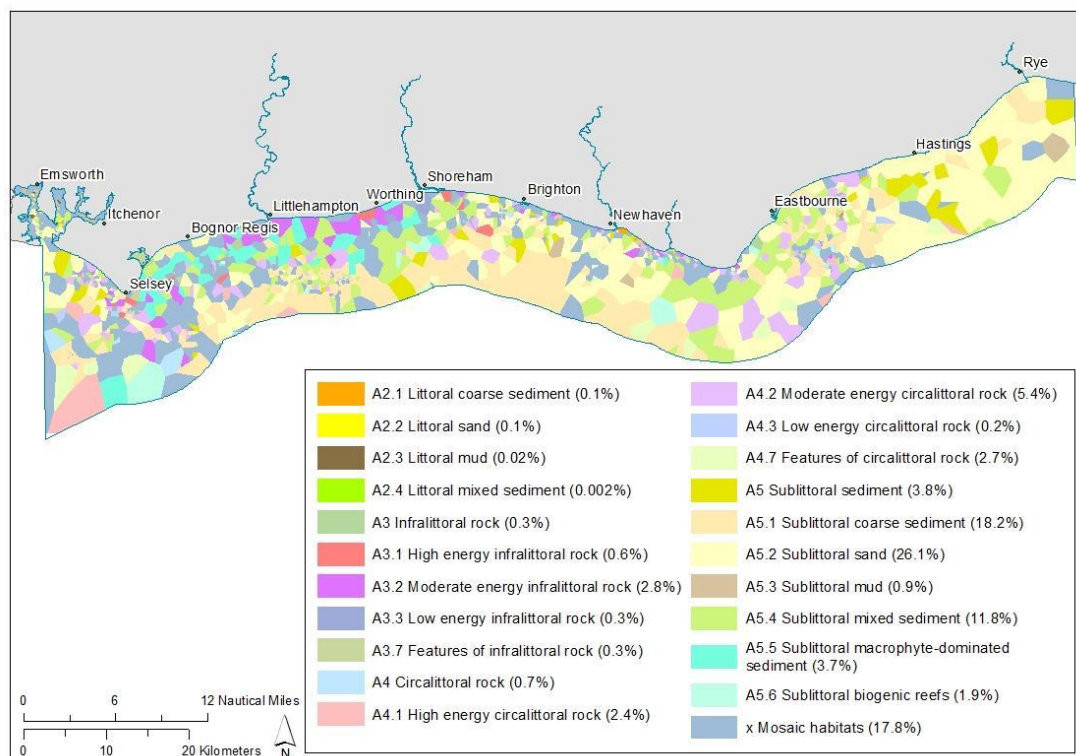 Rye
Hastings
Emsworth
Itchenor
Shoreham
Worthing
Brighton
Littlehampton
Newhaven
Eastbourne
Bognor Regis
Selsey
A2.1 Littoral coarse sediment (0.1%)
A2.2 Littoral sand (0.1%)
A2.3 Littoral mud (0.02%)
A2.4 Littoral mixed sediment (0.002%)
A3 Infralittoral rock (0.3%)
A3.1 High energy infralittoral rock (0.6%)
A3.2 Moderate energy infralittoral rock (2.8%)
A3.3 Low energy infralittoral rock (0.3%)
A3.7 Features of infralittoral rock (0.3%)
A4 Circalittoral rock (0.7%)
A4.1 High energy circalittoral rock (2.4%)
A4.2 Moderate energy circalittoral rock (5.4%)
A4.3 Low energy circalittoral rock (0.2%)
A4.7 Features of circalittoral rock (2.7%)
A5 Sublittoral sediment (3.8%)
A5.1 Sublittoral coarse sediment (18.2%)
A5.2 Sublittoral sand (26.1%)
A5.3 Sublittoral mud (0.9%)
A5.4 Sublittoral mixed sediment (11.8%)
A5.5 Sublittoral macrophyte-dominated
sediment (3.7%)
A5.6 Sublittoral biogenic reefs (1.9%)
x Mosaic habitats (17.8%)
0 6 12 Nautical Miles
0 10 20 Kilometers
N